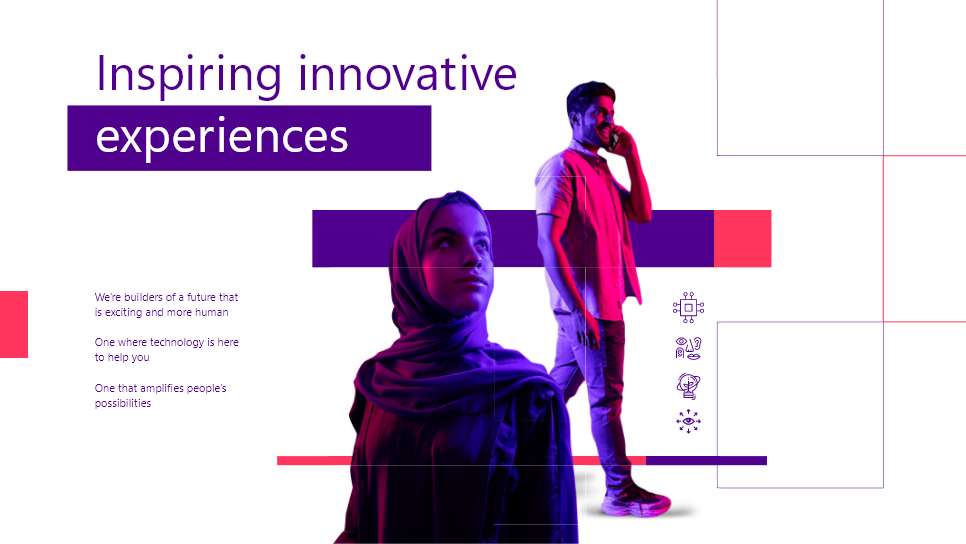 Inspiring innovative
experiences
We're builders of a future that
is exciting and more human
One where technology is here
to help you
One that amplifies people's
possibilities